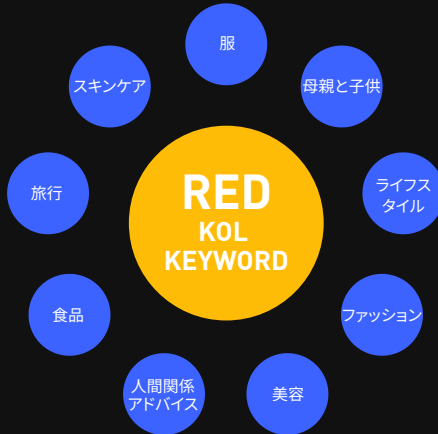 服
スキンケア
母親と子供
旅行
RED
KOL
KEYWORD
ライフス
タイル
食品
ファッション
人間関係
アドバイス
美容